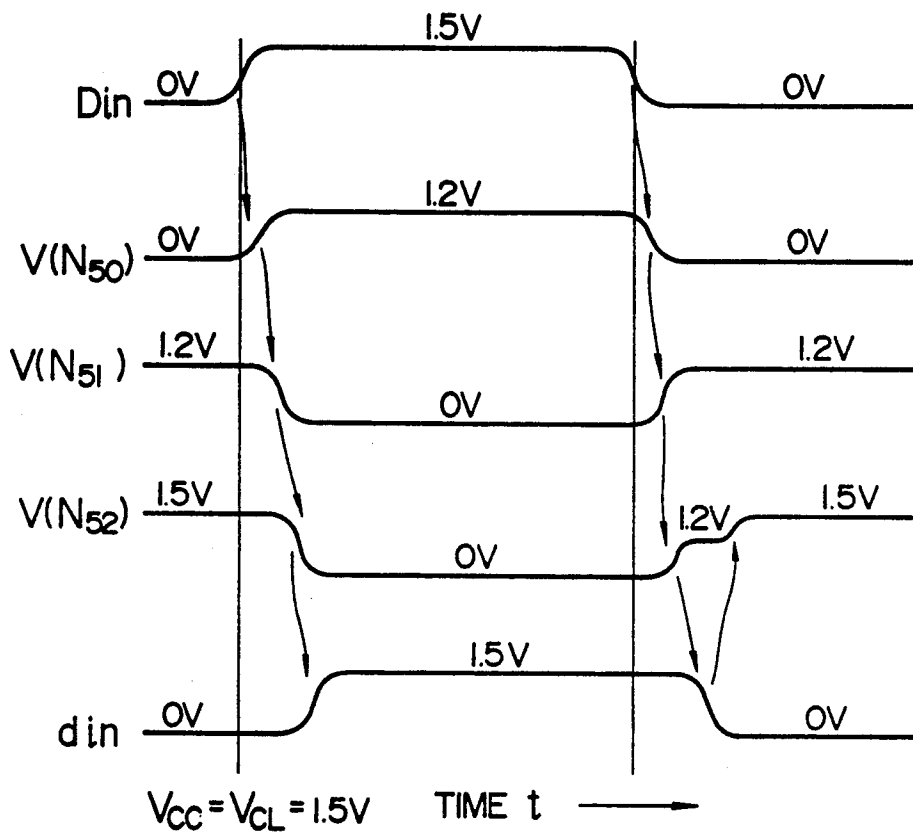 1.5V
0V 0V
Din
1.2V
0V 0V
V(N50)
1.2V 1.2V
V(N51)
0V
1.5V 1.2V 1.5V
V(N52)
0V
1.5V
0V 0V
din
VCC = VCL = 1.5V TIME t